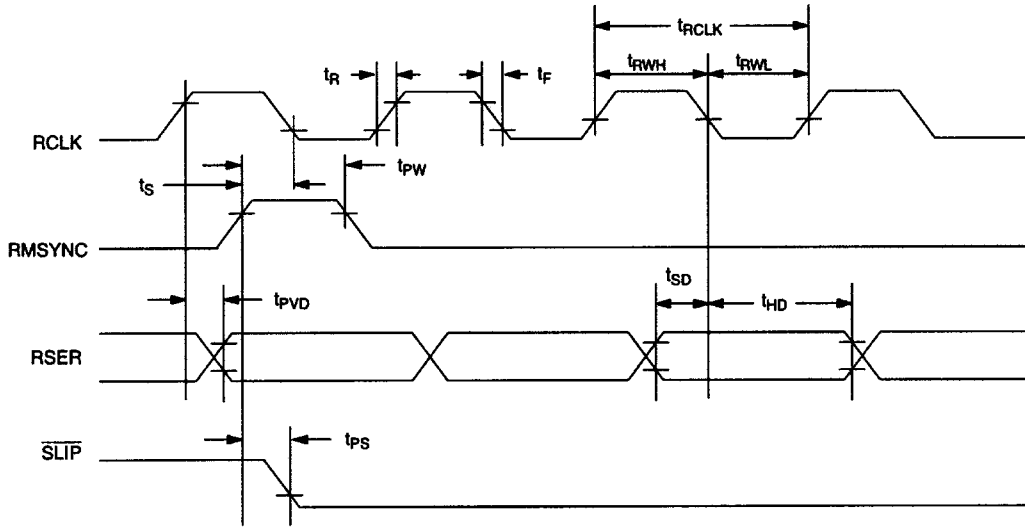 tRCLK
tR
tF
tRWH
tRWL
RCLK
tPW
tS
RMSYNC
tSD
tPVD
tHD
RSER
tPS
SLIP